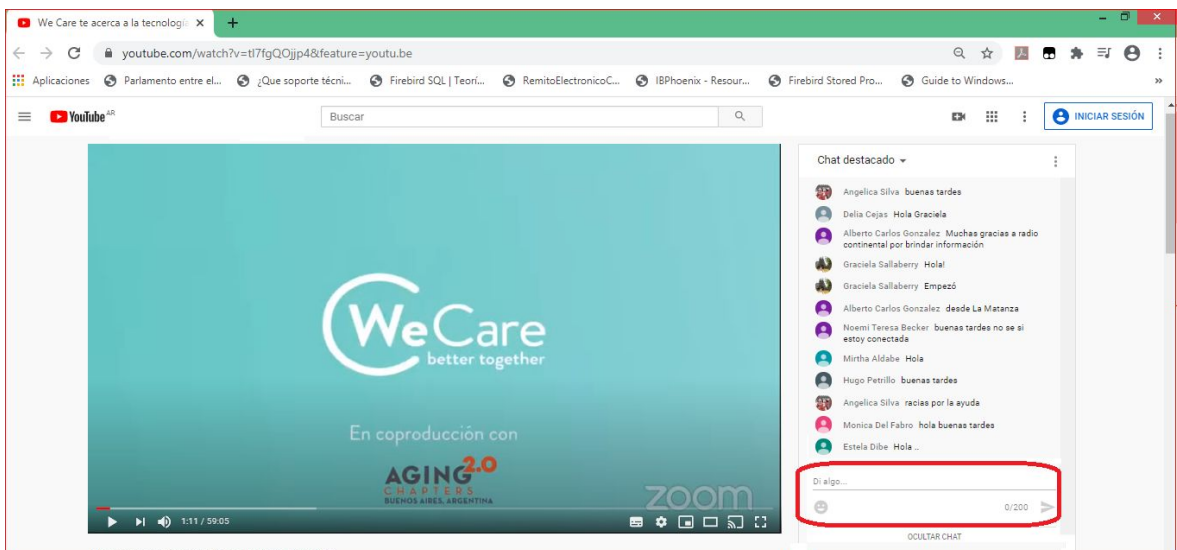 We Care te acerca a la tecnologí
youtube.com/watch?v=tl7fgQOjjp4&feature=youtu.be
Aplicaciones
Parlamento entre el...
¿Que soporte técni...
Firebird SQL | Teorí...
RemitoElectronicoC...
IBPhoenix - Resour...
Firebird Stored Pro...
Guide to Windows...
YouTube AR
Buscar
INICIAR SESIÓN
WeCare
better together
En coproducción con
AGING2.0
CHAPTERS
BUENOS AIRES, ARGENTINA
zoom
1:11 / 59:05
Chat destacado
Angelica Silva buenas tardes
Delia Cejas Hola Graciela
Alberto Carlos Gonzalez Muchas gracias a radio
continental por brindar información
Graciela Sallaberry Hola!
Graciela Sallaberry Empezó
Alberto Carlos Gonzalez desde La Matanza
Noemi Teresa Becker buenas tardes no se si
estoy conectada
Mirtha Aldabe Hola
Hugo Petrillo buenas tardes
Angelica Silva racias por la ayuda
Monica Del Fabro hola buenas tardes
Estela Dibe Hola ..
Di algo...
0/200
OCULTAR CHAT